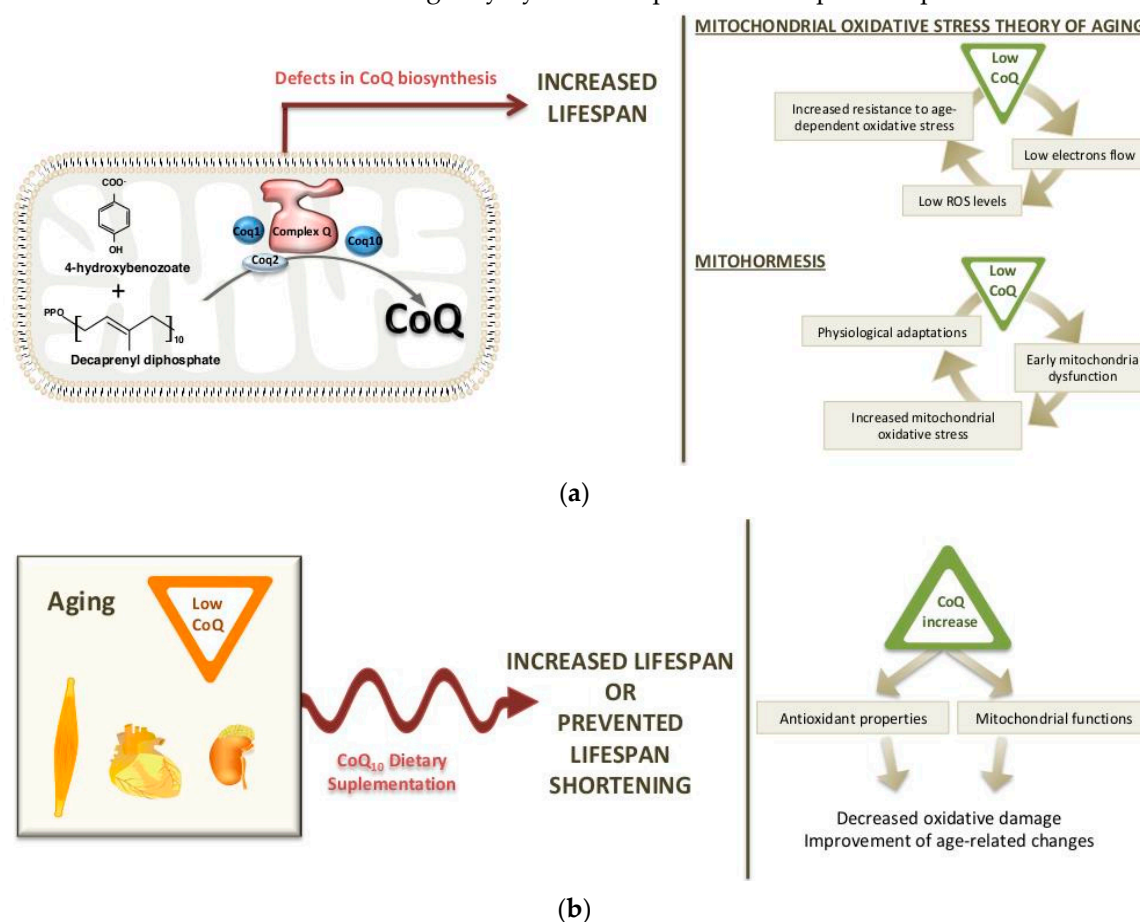 MITOCHONDRIAL OXIDATIVE STRESS THEORY OF AGING
Defects in CoQ biosynthesis
INCREASED
LIFESPAN
Low
CoQ
Increased resistance to age-
dependent oxidative stress
Low electrons flow
Low ROS levels
COO-
OH
4-hydroxybenozoate
+
PPO
10
Decaprenyl diphosphate
Coq1
Complex Q
Coq10
Coq2
CoQ
MITOHORMESIS
Low
CoQ
Physiological adaptations
Early mitochondrial
dysfunction
Increased mitochondrial
oxidative stress
(a)
Aging
Low
CoQ
CoQ10 Dietary
Suplementation
INCREASED LIFESPAN
OR
PREVENTED
LIFESPAN
SHORTENING
CoQ
increase
Antioxidant properties
Mitochondrial functions
Decreased oxidative damage
Improvement of age-related changes
(b)